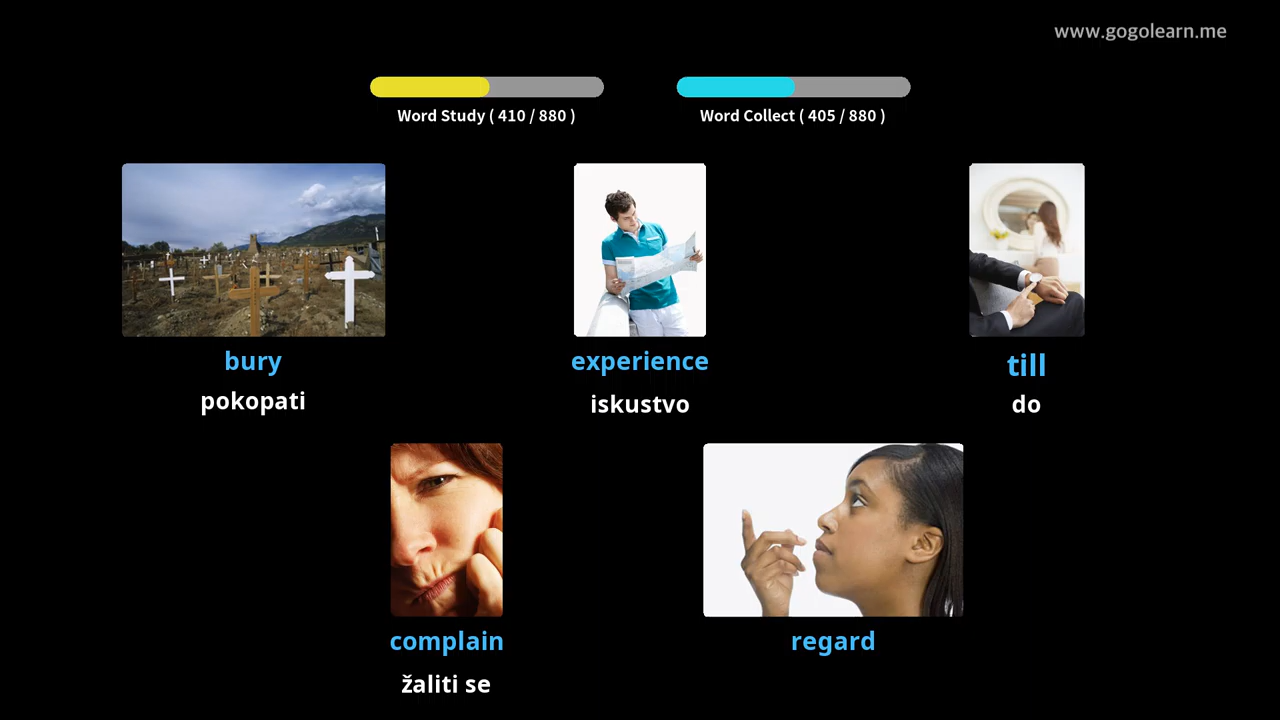 www.gogolearn.me
Word Study ( 410 / 880 )
Word Collect ( 405 / 880 )
bury
pokopati
experience
iskustvo
till
do
complain
žaliti se
regard